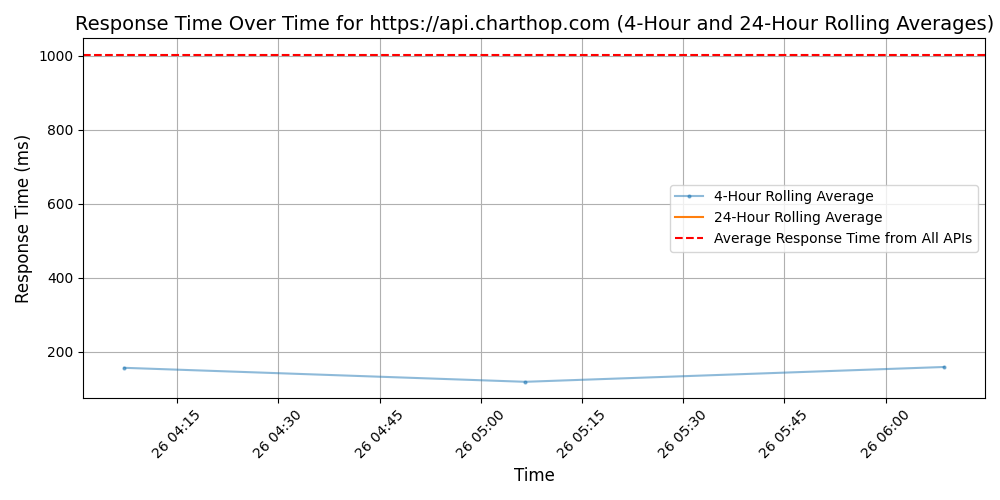 Response Time Over Time for https://api.charthop.com (4-Hour and 24-Hour Rolling Averages)
Response Time (ms)
1000
800
600
400
200
4-Hour Rolling Average
24-Hour Rolling Average
Average Response Time from All APIs
26 04:15
26 04:30
26 04:45
26 05:00
26 05:15
26 05:30
26 05:45
26 06:00
Time